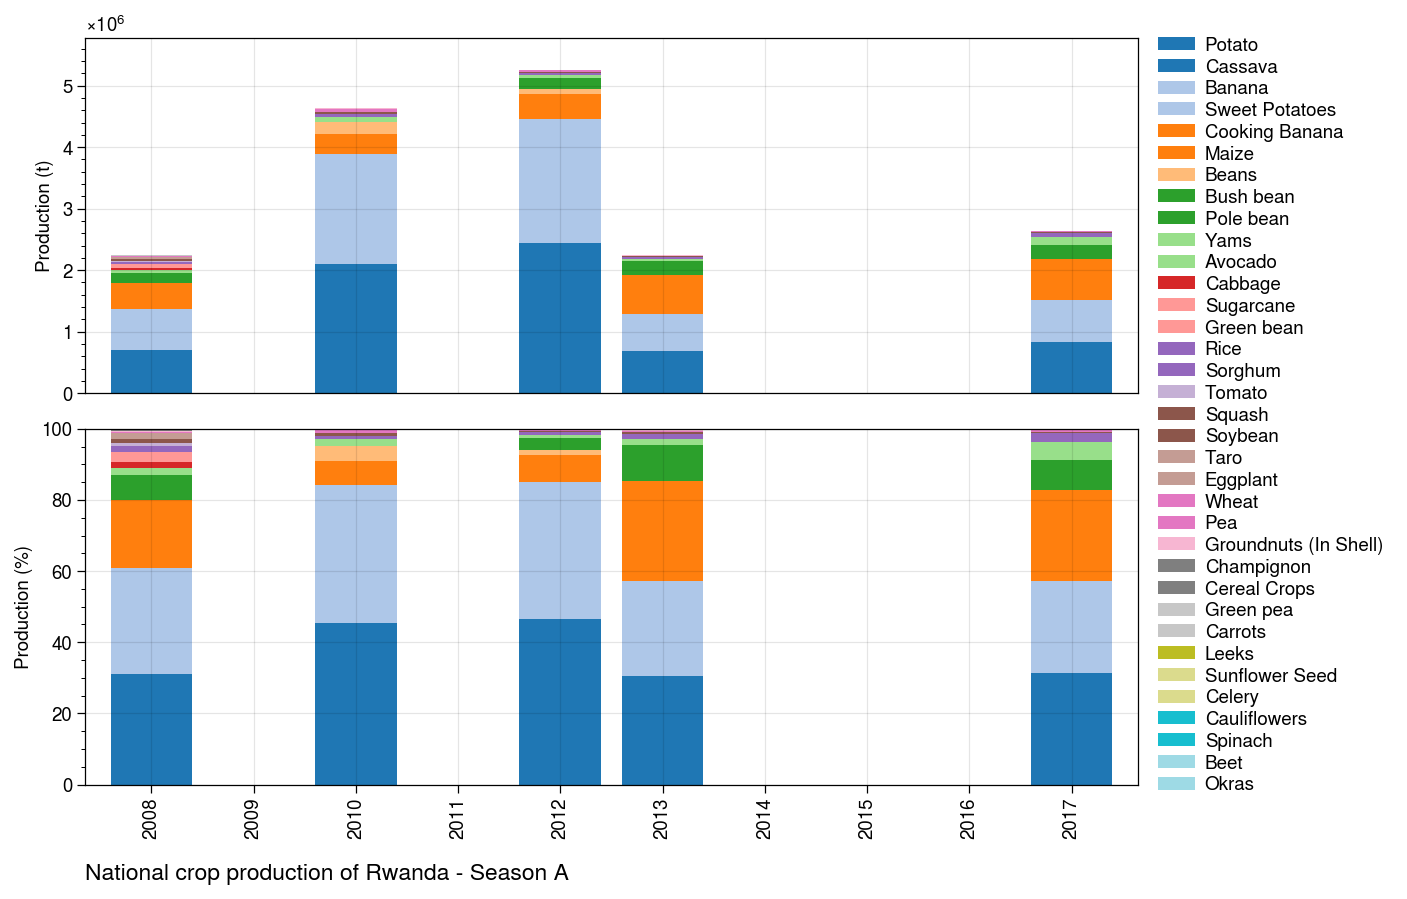 ×10⁶
5
4
3
2
1
0
Production (t)
100
80
60
40
20
0
Production (%)
2008
2009
2010
2011
2012
2013
2014
2015
2016
2017
Potato
Cassava
Banana
Sweet Potatoes
Cooking Banana
Maize
Beans
Bush bean
Pole bean
Yams
Avocado
Cabbage
Sugarcane
Green bean
Rice
Sorghum
Tomato
Squash
Soybean
Taro
Eggplant
Wheat
Pea
Groundnuts (In Shell)
Champignon
Cereal Crops
Green pea
Carrots
Leeks
Sunflower Seed
Celery
Cauliflowers
Spinach
Beet
Okras
National crop production of Rwanda - Season A